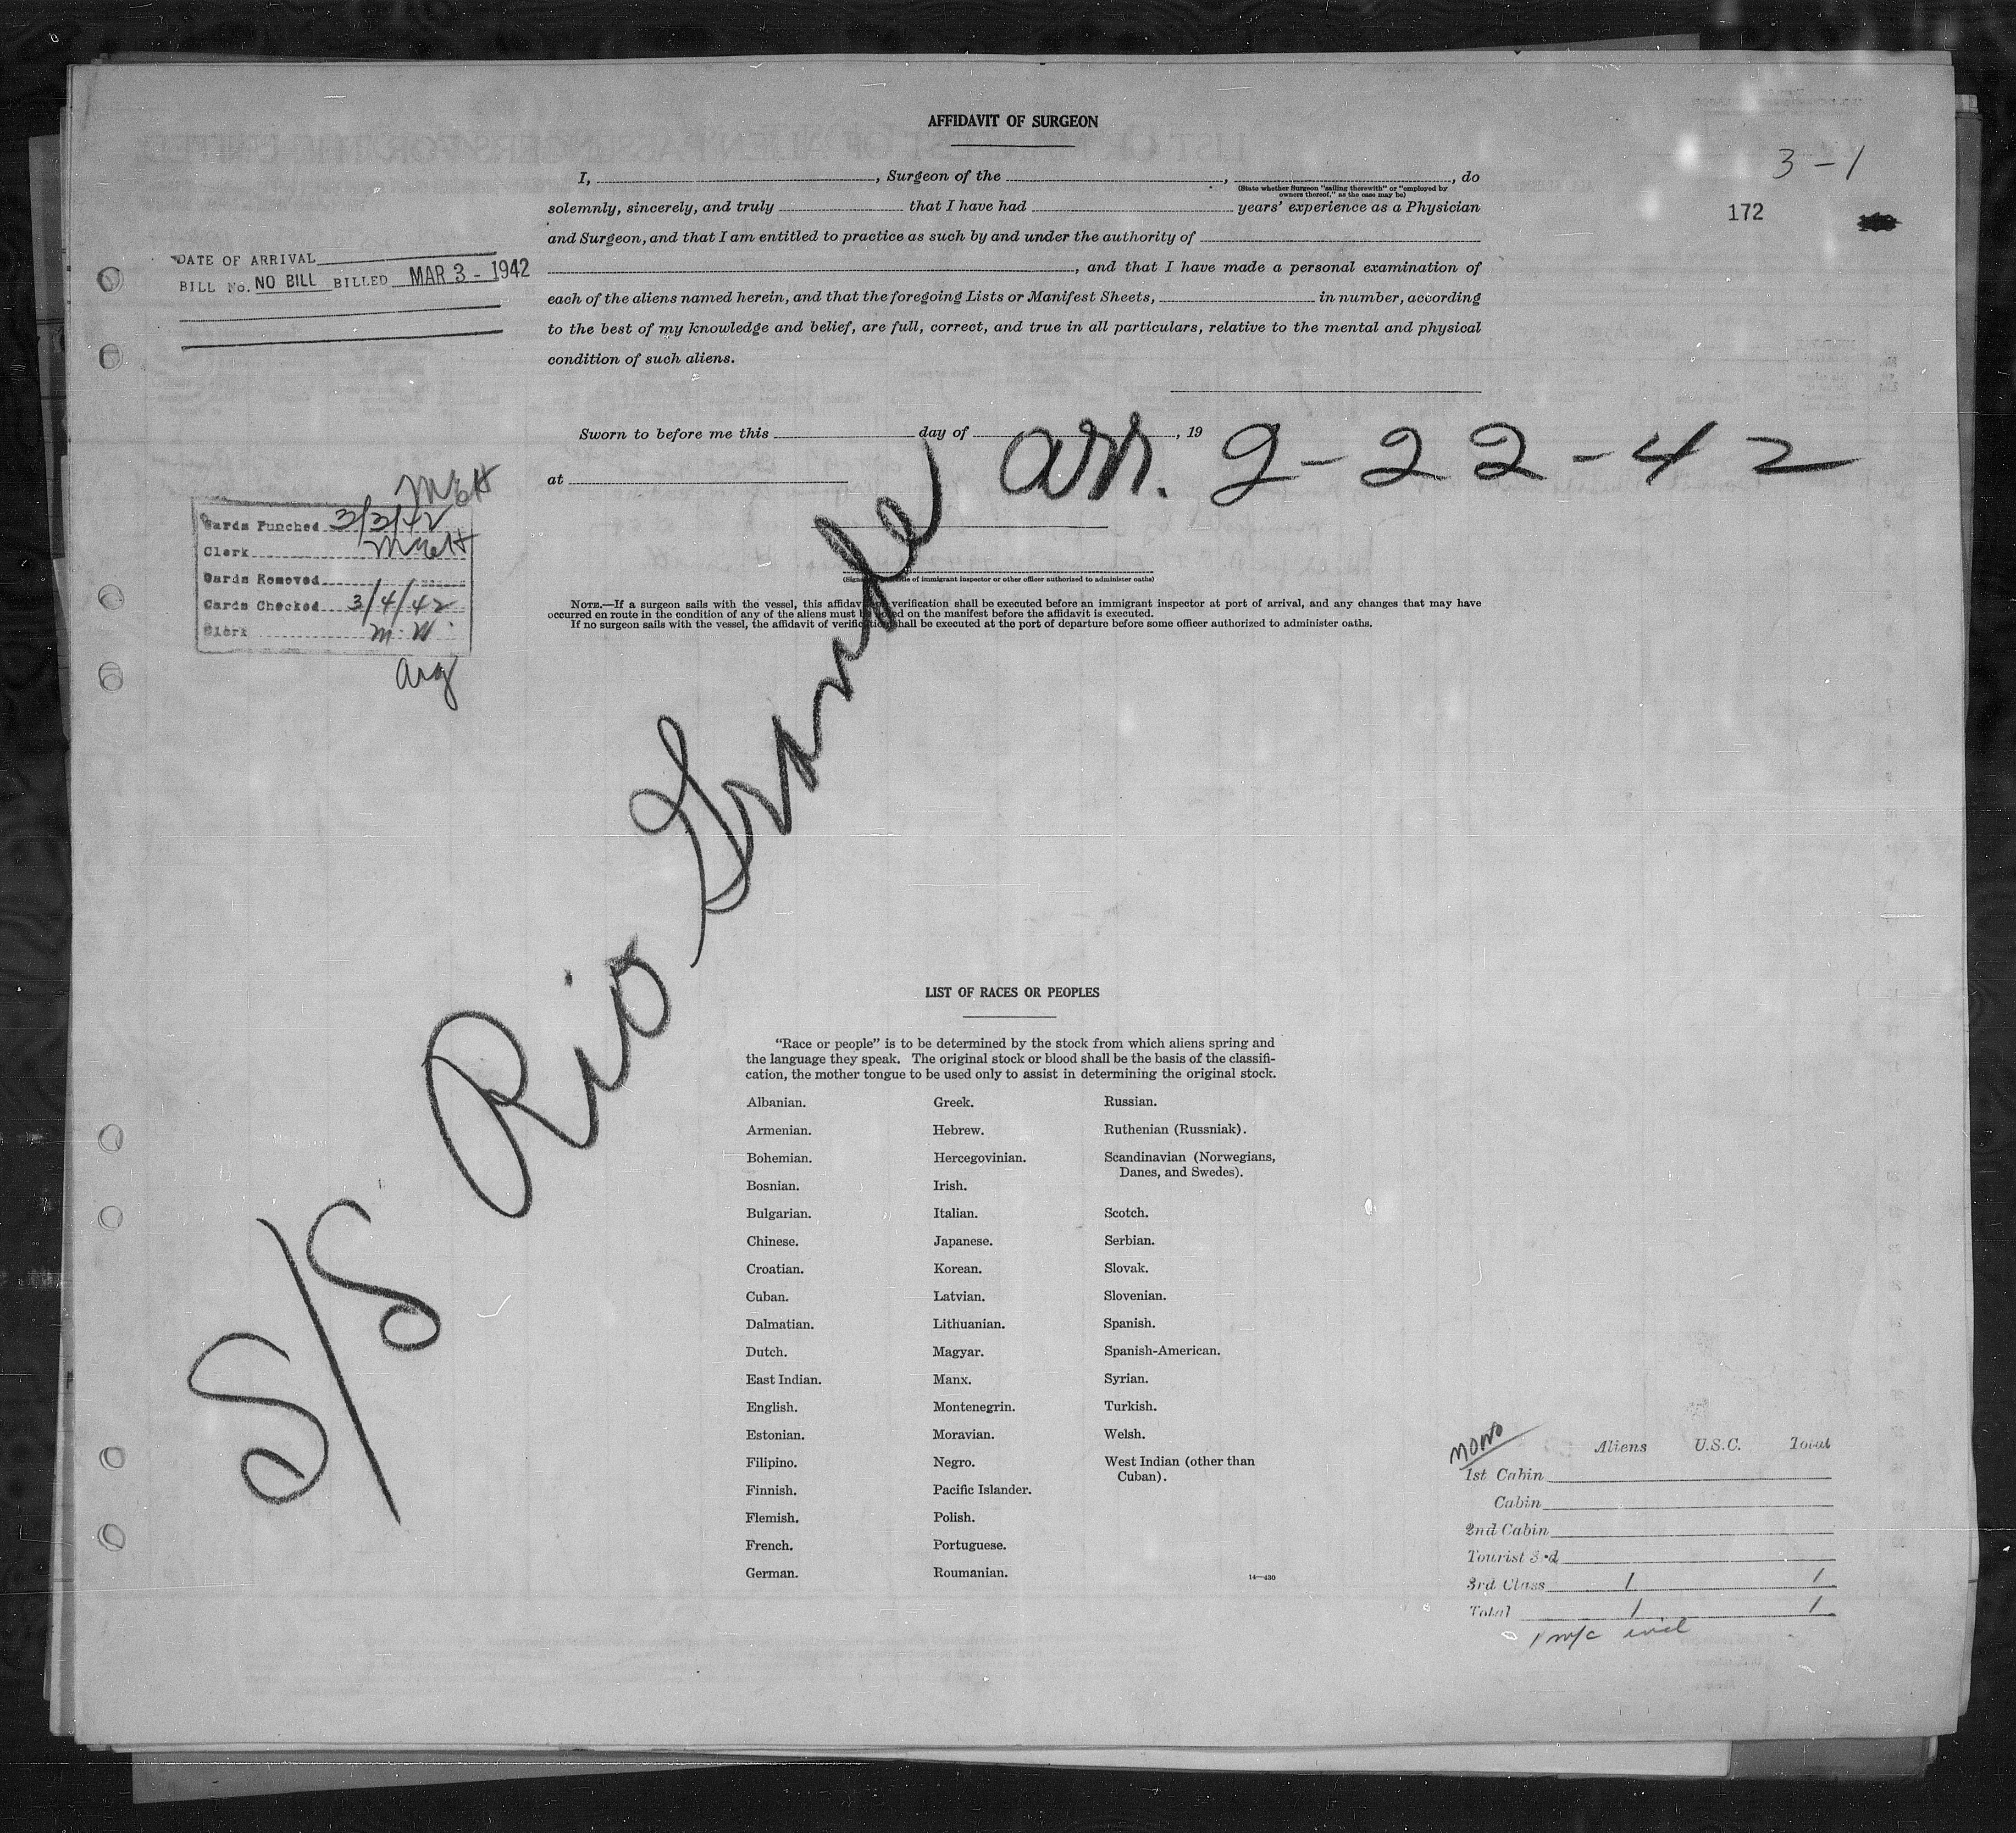 AFFIDAVIT OF SURGEON
3-1
I, , Surgeon of the , , do
(State whether Surgeon "sailing therewith" or "employed by
owners thereof," as the case may be)
172
solemnly, sincerely, and truly that I have had years' experience as a Physician
and Surgeon, and that I am entitled to practice as such by and under the authority of
DATE OF ARRIVAL
, and that I have made a personal examination of
BILL No. NO BILL BILLED MAR 3 - 1942
each of the aliens named herein, and that the foregoing Lists or Manifest Sheets, in number, according
to the best of my knowledge and belief, are full, correct, and true in all particulars, relative to the mental and physical
condition of such aliens.
Sworn to before me this day of , 19
arr. 2-22-42
at
Cards Punched 3/3/42
Clerk
Cards Removed
Cards Checked 3/4/42
Clerk M.W.
arg
of immigrant inspector or other officer authorized to administer oaths)
NOTE.—If a surgeon sails with the vessel, this affidavit verification shall be executed before an immigrant inspector at port of arrival, and any changes that may have
occurred en route in the condition of any of the aliens must be noted on the manifest before the affidavit is executed.
If no surgeon sails with the vessel, the affidavit of verification shall be executed at the port of departure before some officer authorized to administer oaths.
S/S Rio Grande
LIST OF RACES OR PEOPLES
"Race or people" is to be determined by the stock from which aliens spring and
the language they speak. The original stock or blood shall be the basis of the classifi-
cation, the mother tongue to be used only to assist in determining the original stock.
Albanian. Greek. Russian.
Armenian. Hebrew. Ruthenian (Russniak).
Bohemian. Hercegovinian. Scandinavian (Norwegians,
Danes, and Swedes).
Bosnian. Irish.
Bulgarian. Italian. Scotch.
Chinese. Japanese. Serbian.
Croatian. Korean. Slovak.
Cuban. Latvian. Slovenian.
Dalmatian. Lithuanian. Spanish.
Dutch. Magyar. Spanish-American.
East Indian. Manx. Syrian.
English. Montenegrin. Turkish.
Estonian. Moravian. Welsh.
Filipino. Negro. West Indian (other than
Cuban).
Finnish. Pacific Islander.
Flemish. Polish.
French. Portuguese.
German. Roumanian.
14—430
Aliens U.S.C. Total
1st Cabin
Cabin
2nd Cabin
Tourist 3rd
3rd Class 1 1
Total 1 1